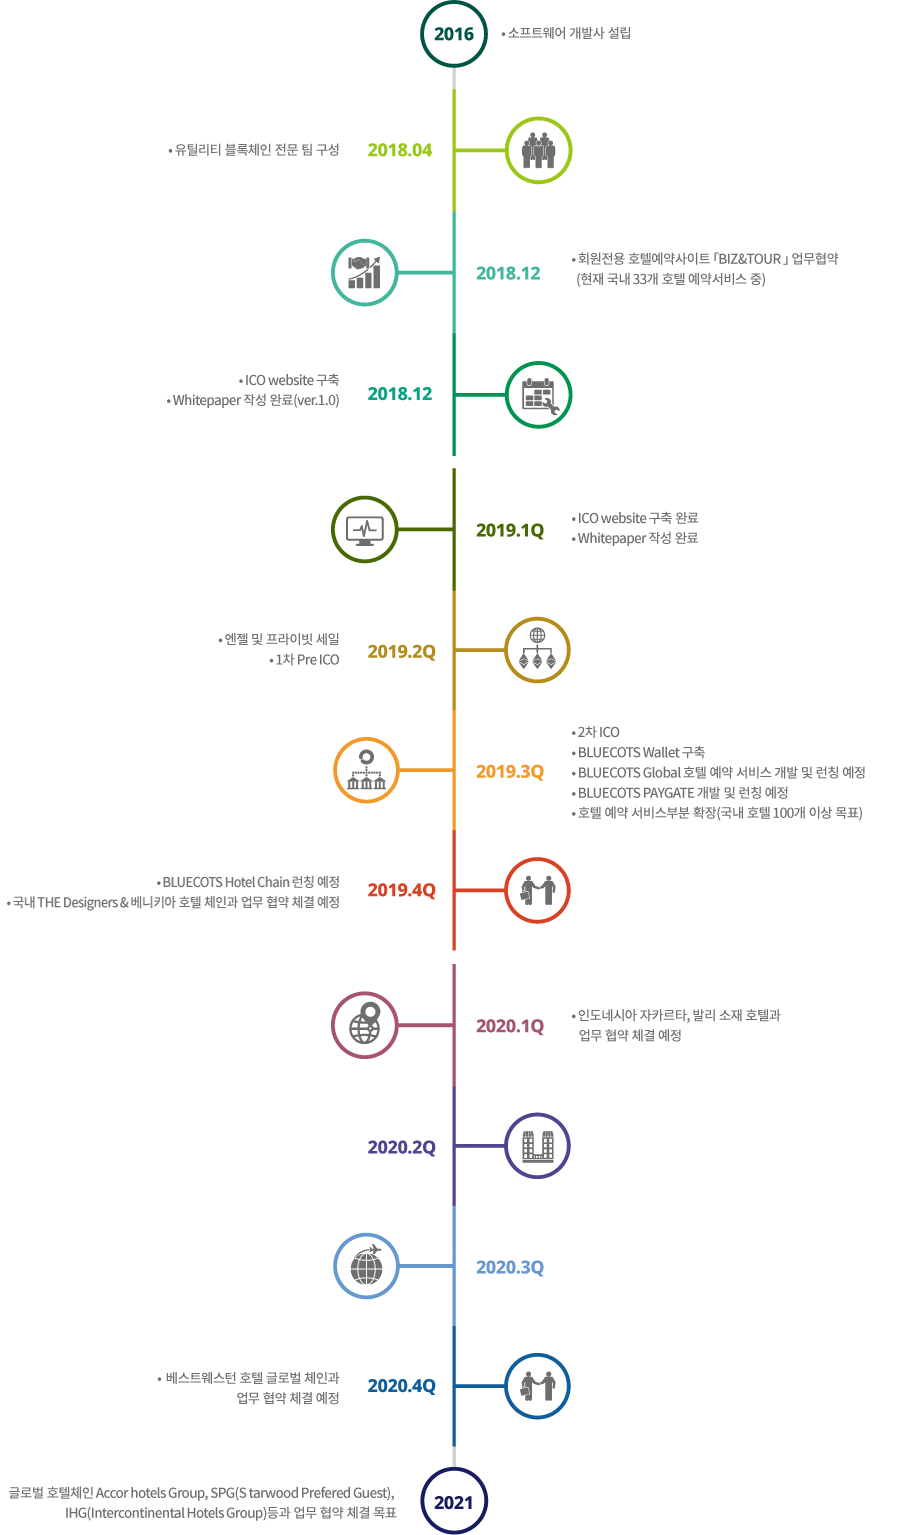 2016
• 소프트웨어 개발사 설립
• 유틸리티 블록체인 전문 팀 구성
2018.04
2018.12
• 회원전용 호텔예약사이트 ｢BIZ&TOUR｣ 업무협약
(현재 국내 33개 호텔 예약서비스 중)
• ICO website 구축
• Whitepaper 작성 완료(ver.1.0)
2018.12
2019.1Q
• ICO website 구축 완료
• Whitepaper 작성 완료
• 엔젤 및 프라이빗 세일
• 1차 Pre ICO
2019.2Q
2019.3Q
• 2차 ICO
• BLUECOTS Wallet 구축
• BLUECOTS Global 호텔 예약 서비스 개발 및 런칭 예정
• BLUECOTS PAYGATE 개발 및 런칭 예정
• 호텔 예약 서비스부분 확장(국내 호텔 100개 이상 목표)
• BLUECOTS Hotel Chain 런칭 예정
• 국내 THE Designers & 베니키아 호텔 체인과 업무 협약 체결 예정
2019.4Q
2020.1Q
• 인도네시아 자카르타, 발리 소재 호텔과
업무 협약 체결 예정
2020.2Q
2020.3Q
• 베스트웨스턴 호텔 글로벌 체인과
업무 협약 체결 예정
2020.4Q
글로벌 호텔체인 Accor hotels Group, SPG(S tarwood Prefered Guest),
IHG(Intercontinental Hotels Group)등과 업무 협약 체결 목표
2021